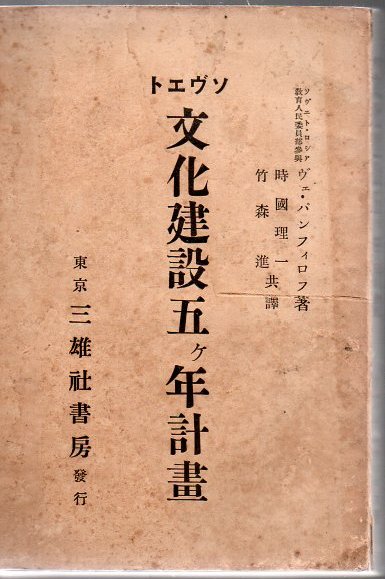 ソヴエト・ロシア
教育人民委員部參與
ヴェ・パンフィロフ著
時國理一
竹森進
共譯
ソヴエト
文化建設五ヶ年計畫
東京 三雄社書房 發行